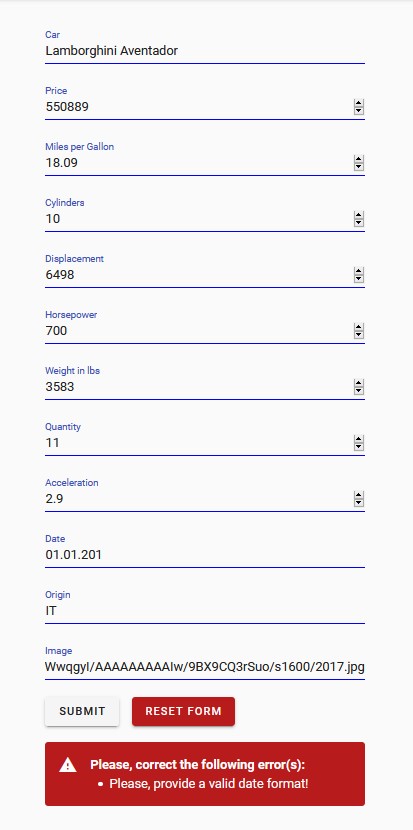 Car
Lamborghini Aventador
Price
550889
Miles per Gallon
18.09
Cylinders
10
Displacement
6498
Horsepower
700
Weight in lbs
3583
Quantity
11
Acceleration
2.9
Date
01.01.201
Origin
IT
Image
WwqgyI/AAAAAAAAAIw/9BX9CQ3rSuo/s1600/2017.jpg
SUBMIT RESET FORM
Please, correct the following error(s):
• Please, provide a valid date format!